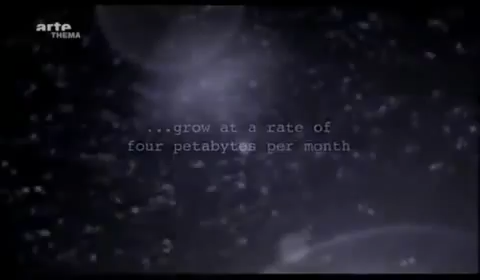 arte
THEMA
...grow at a rate of
four petabytes per month